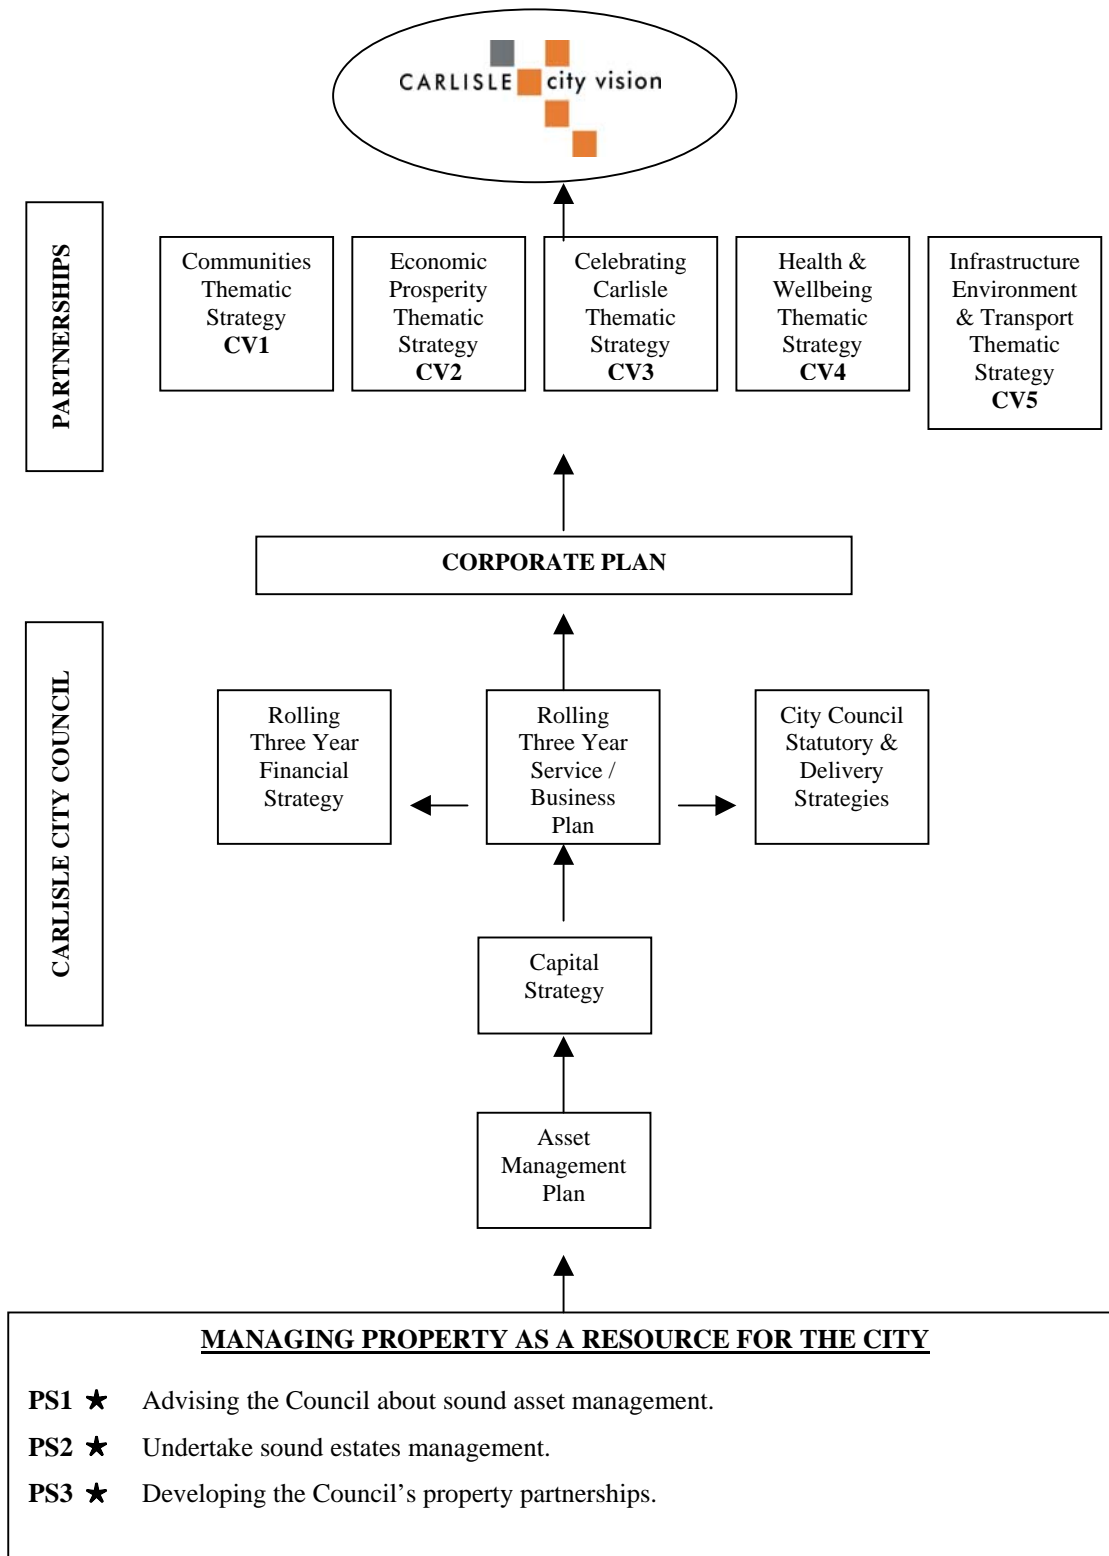 CARLISLE city vision
PARTNERSHIPS
Communities
Thematic
Strategy
CV1
Economic
Prosperity
Thematic
Strategy
CV2
Celebrating
Carlisle
Thematic
Strategy
CV3
Health &
Wellbeing
Thematic
Strategy
CV4
Infrastructure
Environment
& Transport
Thematic
Strategy
CV5
CORPORATE PLAN
CARLISLE CITY COUNCIL
Rolling
Three Year
Financial
Strategy
Rolling
Three Year
Service /
Business
Plan
City Council
Statutory &
Delivery
Strategies
Capital
Strategy
Asset
Management
Plan
MANAGING PROPERTY AS A RESOURCE FOR THE CITY
PS1 ★ Advising the Council about sound asset management.
PS2 ★ Undertake sound estates management.
PS3 ★ Developing the Council’s property partnerships.